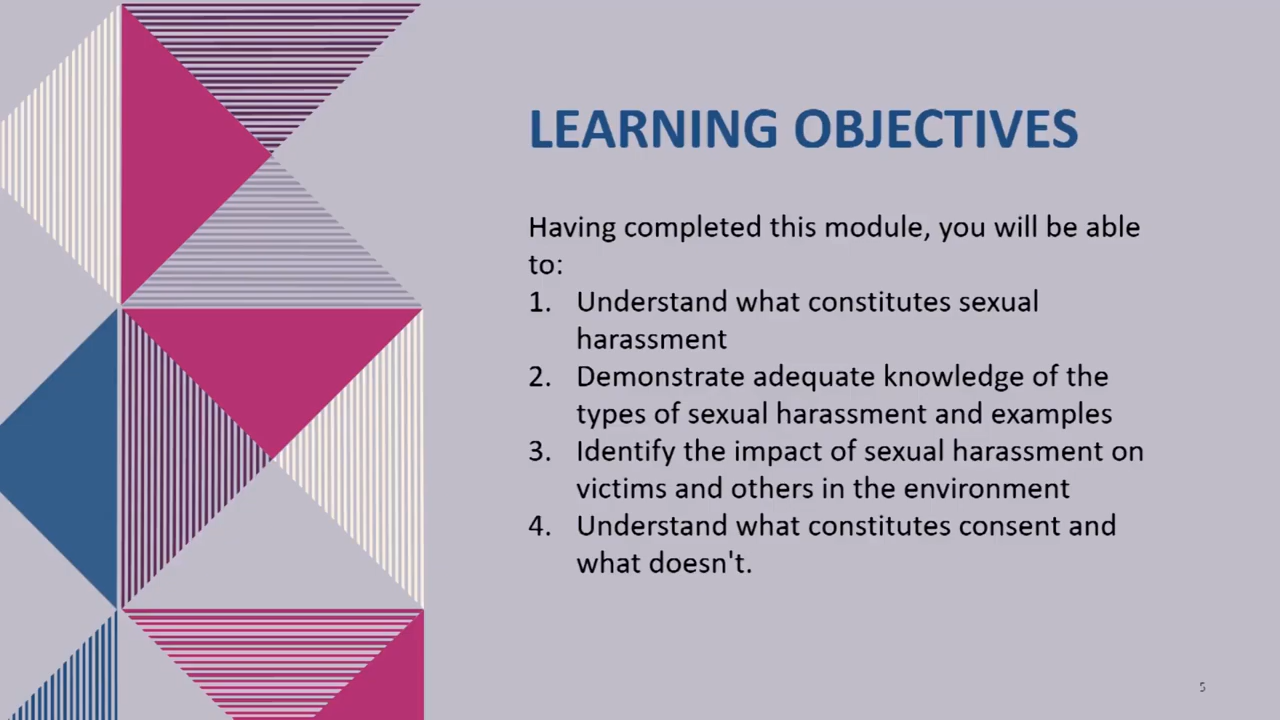 LEARNING OBJECTIVES
Having completed this module, you will be able
to:
1. Understand what constitutes sexual
harassment
2. Demonstrate adequate knowledge of the
types of sexual harassment and examples
3. Identify the impact of sexual harassment on
victims and others in the environment
4. Understand what constitutes consent and
what doesn't.
5